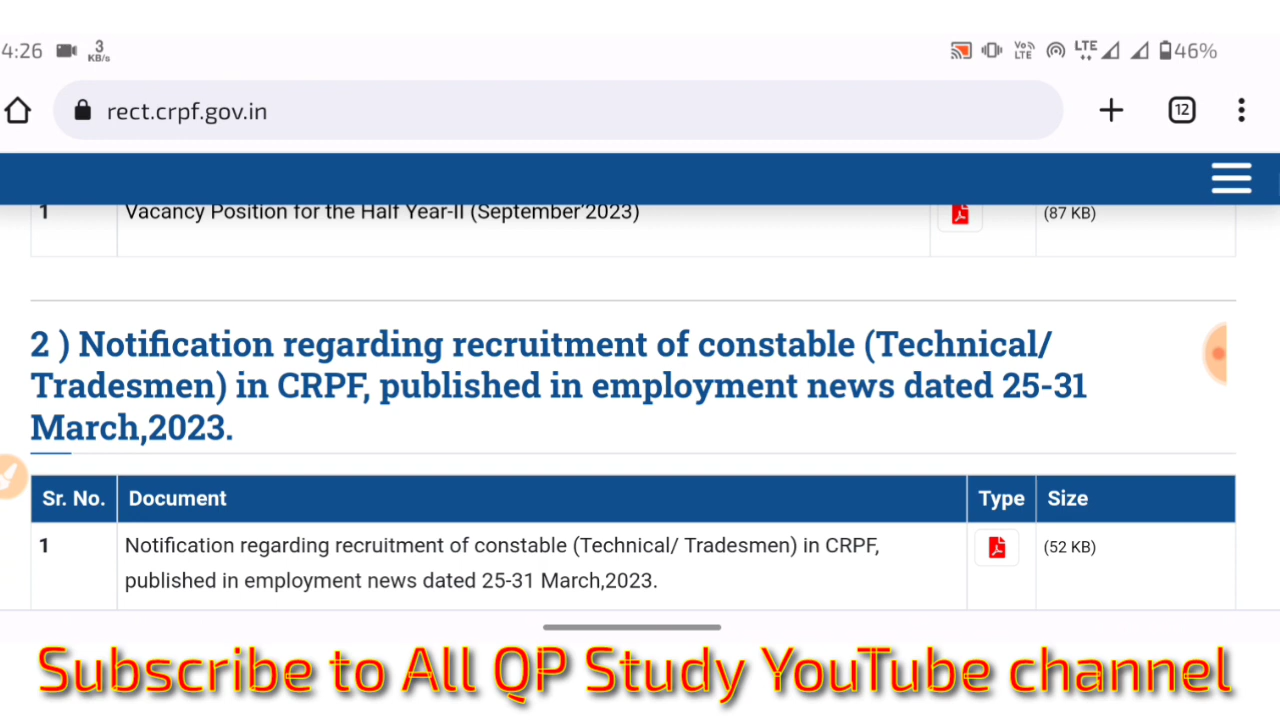 4:26 3 KB/s VoLTE LTE 46%
rect.crpf.gov.in 12
1 Vacancy Position for the Half Year-II (September'2023) (87 KB)
2 ) Notification regarding recruitment of constable (Technical/
Tradesmen) in CRPF, published in employment news dated 25-31
March,2023.
Sr. No. Document Type Size
1 Notification regarding recruitment of constable (Technical/ Tradesmen) in CRPF, (52 KB)
published in employment news dated 25-31 March,2023.
Subscribe to All QP Study YouTube channel